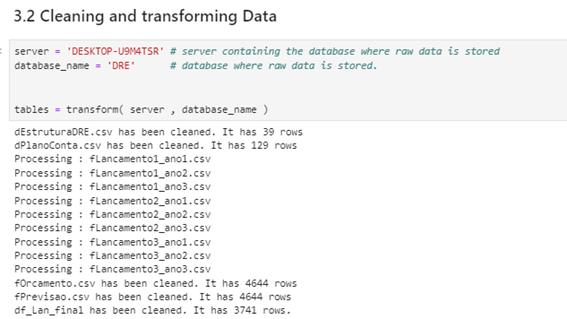 3.2 Cleaning and transforming Data
server = 'DESKTOP-U9M4TSR' # server containing the database where raw data is stored
database_name = 'DRE' # database where raw data is stored.
tables = transform( server , database_name )
dEstruturaDRE.csv has been cleaned. It has 39 rows
dPlanoConta.csv has been cleaned. It has 129 rows
Processing : fLancamento1_ano1.csv
Processing : fLancamento1_ano2.csv
Processing : fLancamento1_ano3.csv
Processing : fLancamento2_ano1.csv
Processing : fLancamento2_ano2.csv
Processing : fLancamento2_ano3.csv
Processing : fLancamento3_ano1.csv
Processing : fLancamento3_ano2.csv
Processing : fLancamento3_ano3.csv
fOrcamento.csv has been cleaned. It has 4644 rows
fPrevisao.csv has been cleaned. It has 4644 rows
df_Lan_final has been cleaned. It has 3741 rows.